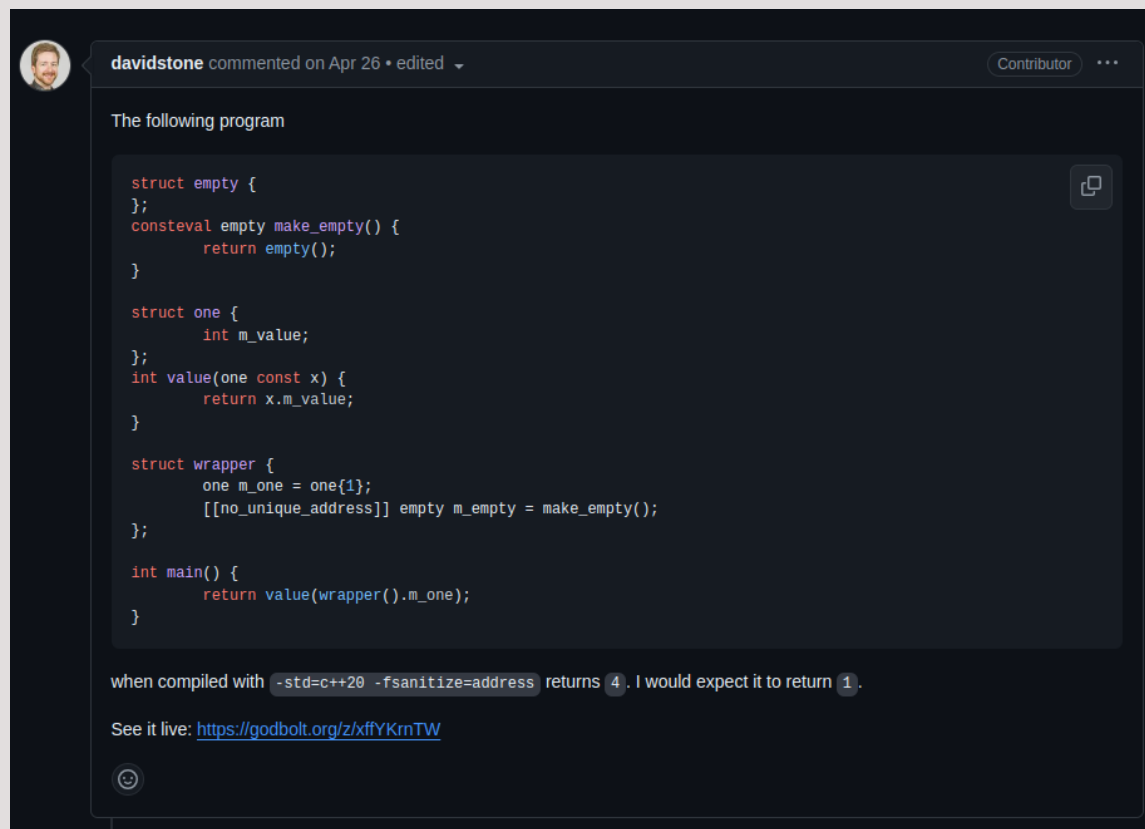 davidstone commented on Apr 26 • edited
Contributor
The following program
struct empty {
};
consteval empty make_empty() {
        return empty();
}

struct one {
        int m_value;
};
int value(one const x) {
        return x.m_value;
}

struct wrapper {
        one m_one = one{1};
        [[no_unique_address]] empty m_empty = make_empty();
};

int main() {
        return value(wrapper().m_one);
}
when compiled with -std=c++20 -fsanitize=address returns 4. I would expect it to return 1.
See it live: https://godbolt.org/z/xffYKrnTW